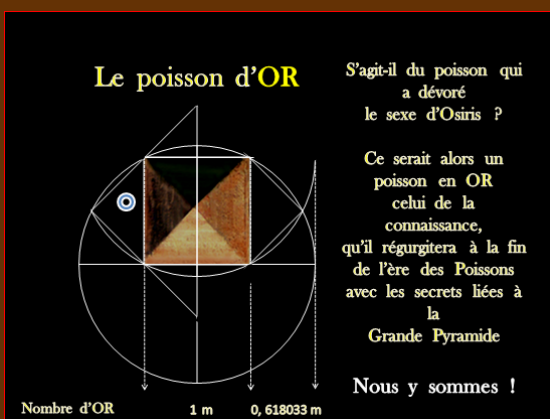 Le poisson d'OR
S'agit-il du poisson qui
a dévoré
le sexe d'Osiris ?
Ce serait alors un
poisson en OR
celui de la
connaissance,
qu'il régurgitera à la fin
de l'ère des Poissons
avec les secrets liées à
la
Grande Pyramide
Nous y sommes !
Nombre d'OR 1 m 0, 618033 m